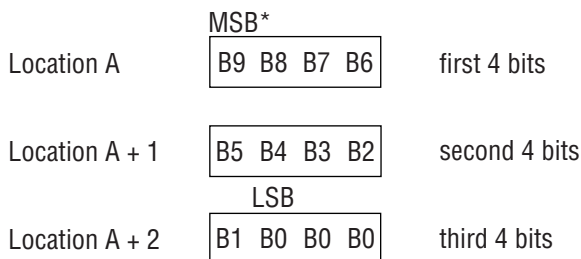 MSB*
Location A B9 B8 B7 B6 first 4 bits
Location A + 1 B5 B4 B3 B2 second 4 bits
LSB
Location A + 2 B1 B0 B0 B0 third 4 bits